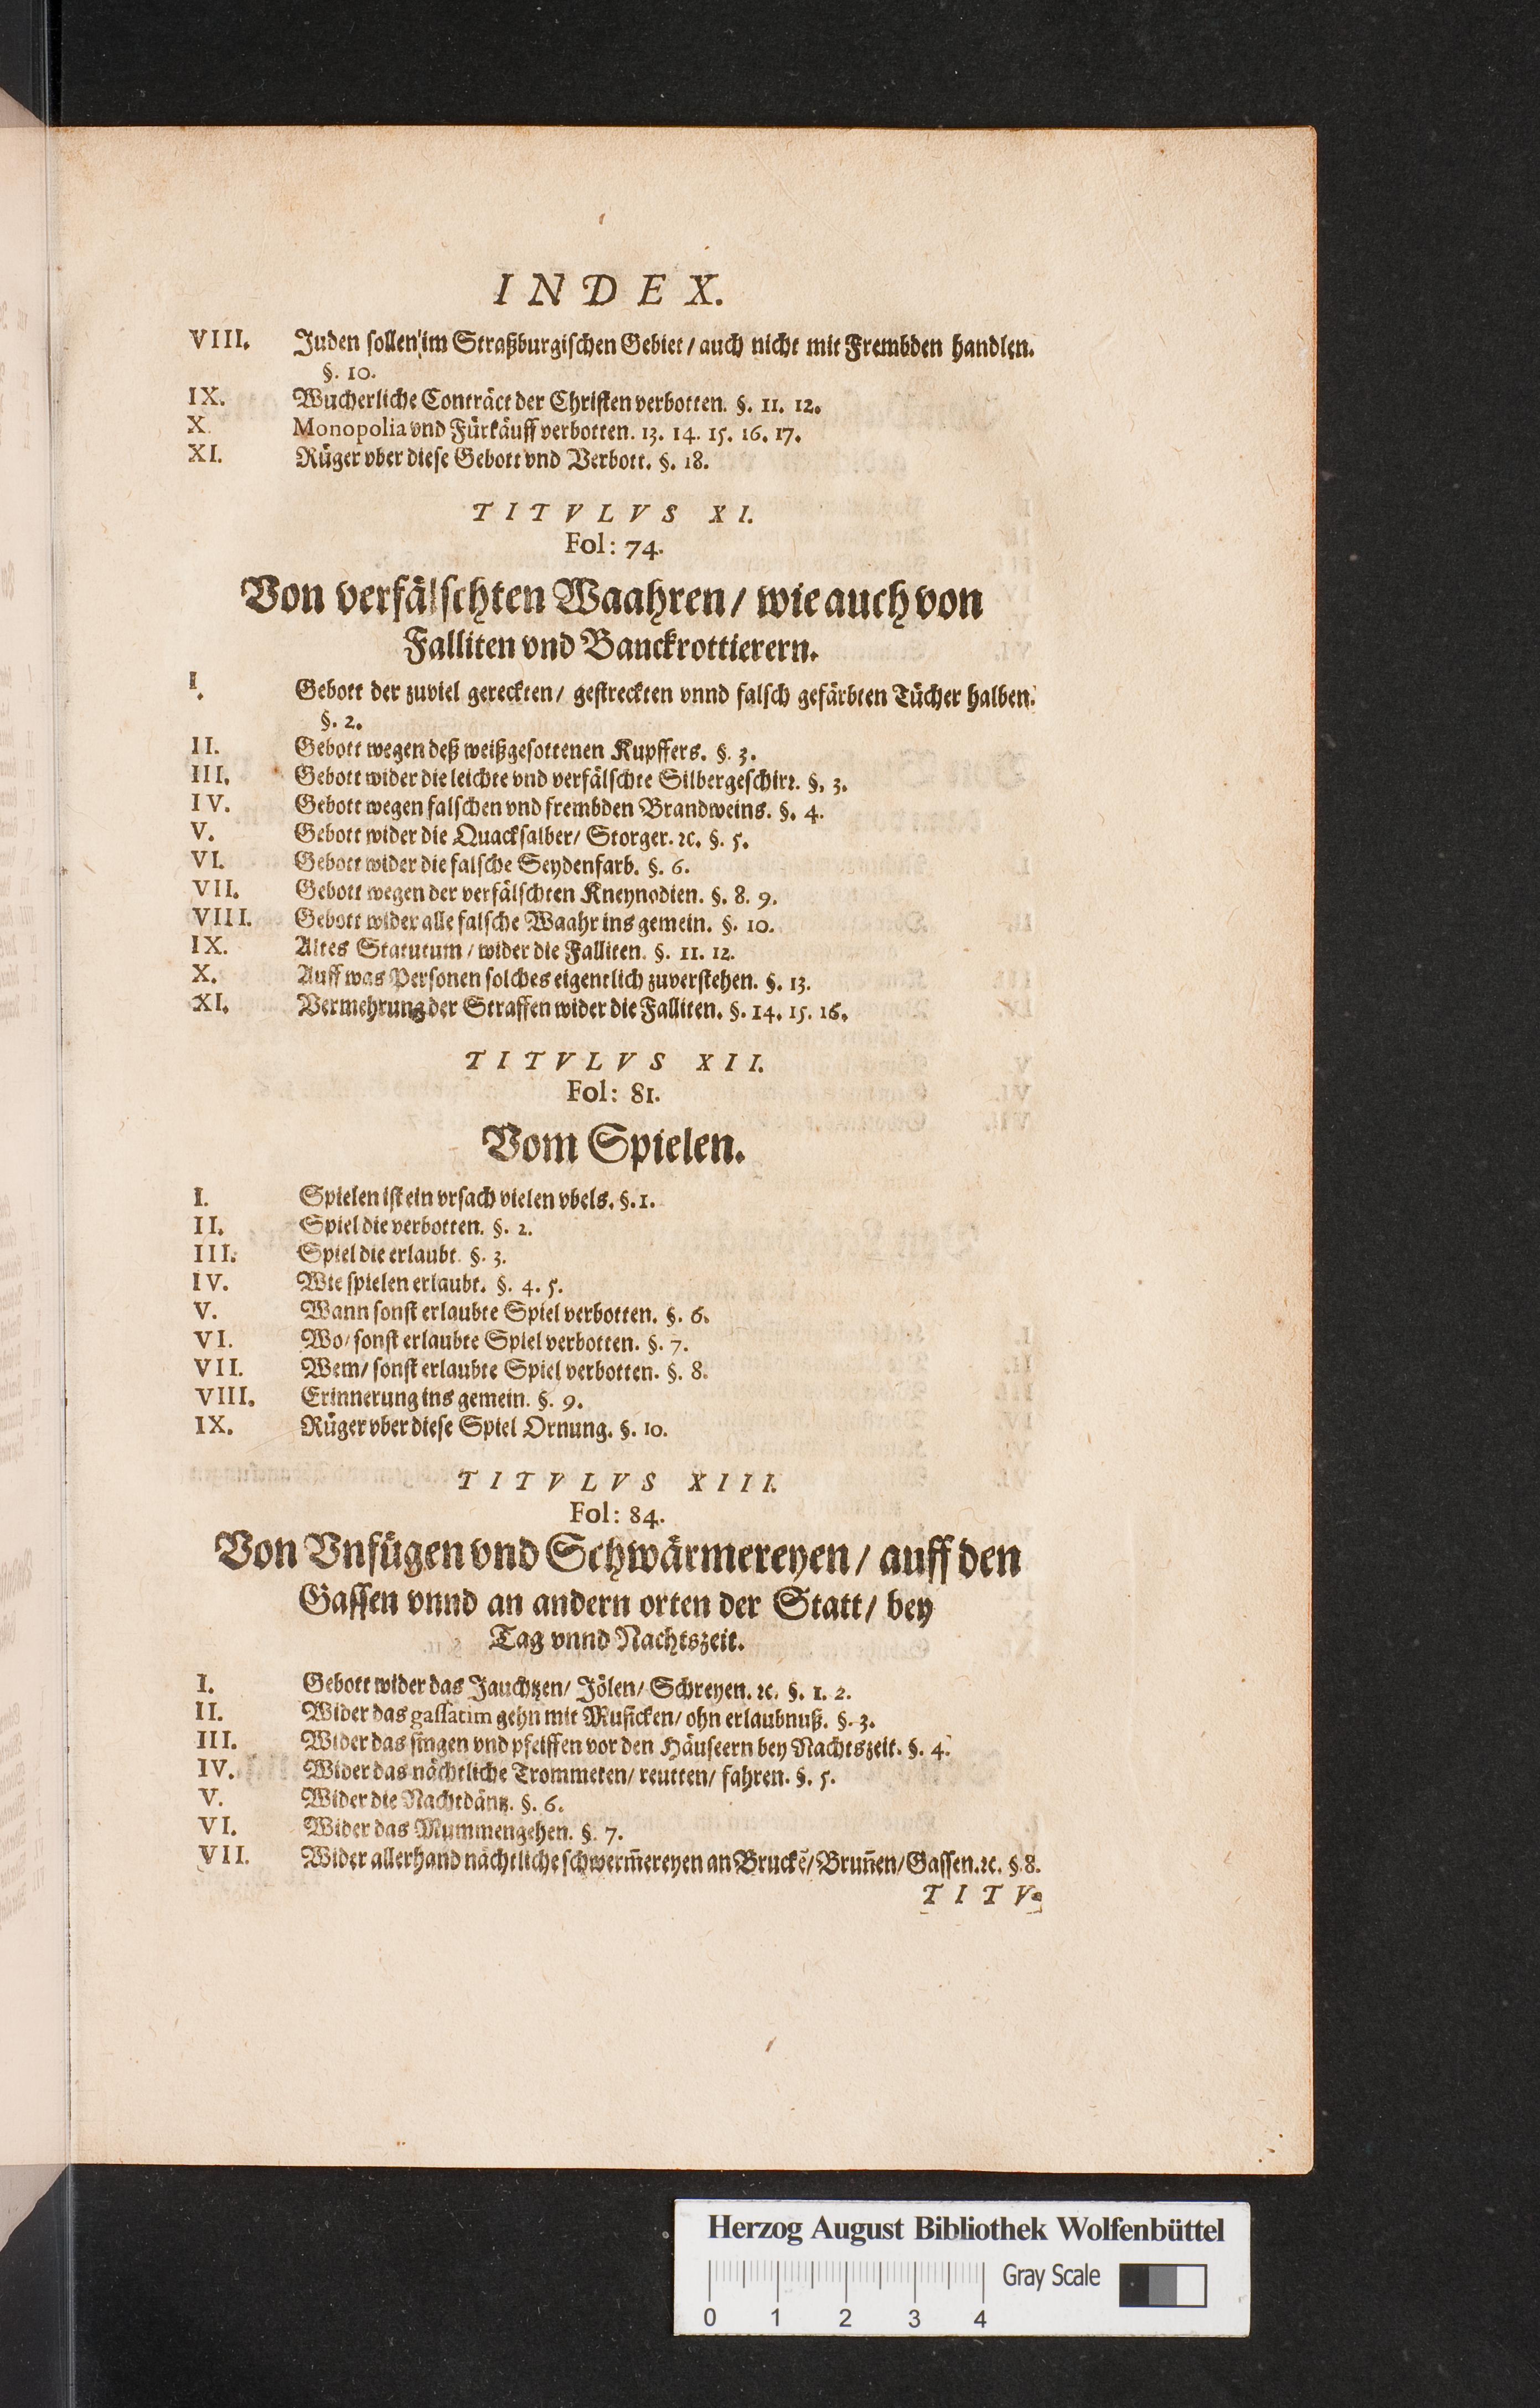 INDEX.
VIII. Juden sollen im Straßburgischen Gebiet / auch nicht mit Frembden handlen.
§. 10.
IX. Wucherliche Conträct der Christen verbotten. §. 11. 12.
X. Monopolia vnd Fürkäuff verbotten. 13. 14. 15. 16. 17.
XI. Rüger vber diese Gebott vnd Verbott. §. 18.
TITVLVS XI.
Fol: 74.
Von verfälschten Waahren / wie auch von
Falliten vnd Banckrottierern.
I. Gebott der zuviel gereckten / gestreckten vnnd falsch gefärbten Tücher halben.
§. 2.
II. Gebott wegen deß weißgesottenen Kupffers. §. 3.
III. Gebott wider die leichte vnd verfälschte Silbergeschirr. §. 3.
IV. Gebott wegen falschen vnd frembden Brandweins. §. 4.
V. Gebott wider die Quacksalber / Storger. ꝛc. §. 5.
VI. Gebott wider die falsche Seydenfarb. §. 6.
VII. Gebott wegen der verfälschten Kneynodien. §. 8. 9.
VIII. Gebott wider alle falsche Waahr ins gemein. §. 10.
IX. Altes Statutum / wider die Falliten. §. 11. 12.
X. Auff was Personen solches eigentlich zuverstehen. §. 13.
XI. Vermehrung der Straffen wider die Falliten. §. 14. 15. 16.
TITVLVS XII.
Fol: 81.
Vom Spielen.
I. Spielen ist ein vrsach vielen vbels. §. 1.
II. Spiel die verbotten. §. 2.
III. Spiel die erlaubt. §. 3.
IV. Wie spielen erlaubt. §. 4. 5.
V. Wann sonst erlaubte Spiel verbotten. §. 6.
VI. Wo / sonst erlaubte Spiel verbotten. §. 7.
VII. Wem / sonst erlaubte Spiel verbotten. §. 8.
VIII. Erinnerung ins gemein. §. 9.
IX. Rüger vber diese Spiel Ornung. §. 10.
TITVLVS XIII.
Fol: 84.
Von Vnfügen vnd Schwärmereyen / auff den
Gassen vnnd an andern orten der Statt / bey
Tag vnnd Nachtszeit.
I. Gebott wider das Jauchtzen / Jölen / Schreyen. ꝛc. §. 1. 2.
II. Wider das gassatim gehn mit Musicken / ohn erlaubnuß. §. 3.
III. Wider das singen vnd pfeiffen vor den Häuseern bey Nachtszeit. §. 4.
IV. Wider das nächtliche Trommeten / reutten / fahren. §. 5.
V. Wider die Nachtdäntz. §. 6.
VI. Wider das Mummengehen. §. 7.
VII. Wider allerhand nächtliche schwerm̃ereyen an Bruckẽ / Brun̄en / Gassen. ꝛc. §. 8.
TITV-
Herzog August Bibliothek Wolfenbüttel
Gray Scale
0 1 2 3 4